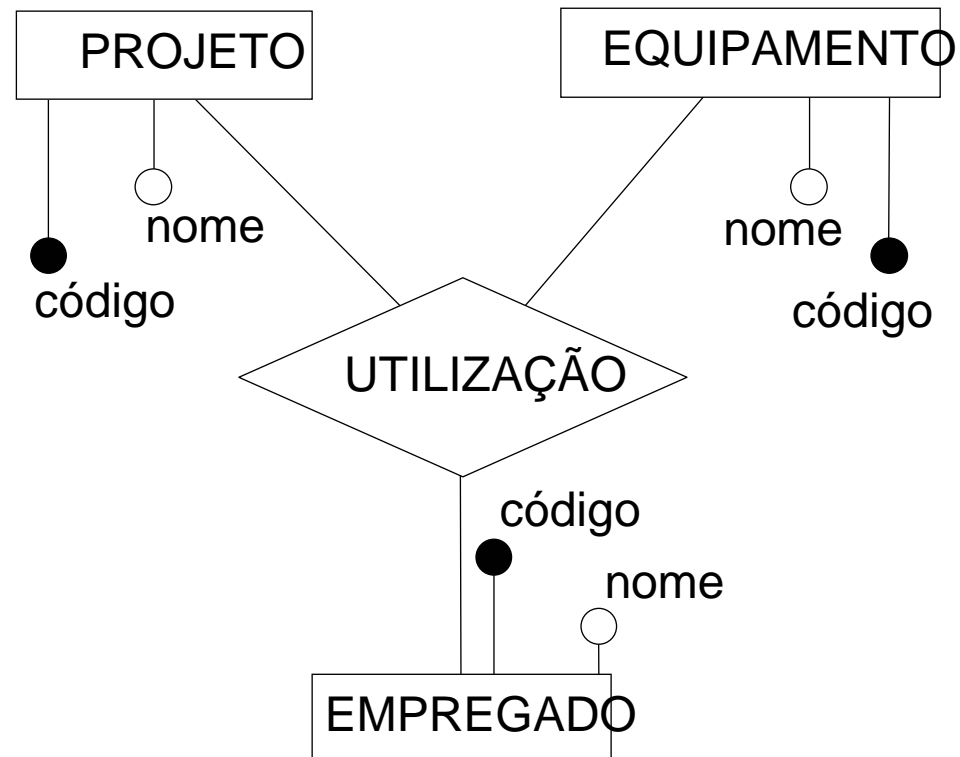 PROJETO
EQUIPAMENTO
nome
código
nome
código
UTILIZAÇÃO
código
nome
EMPREGADO